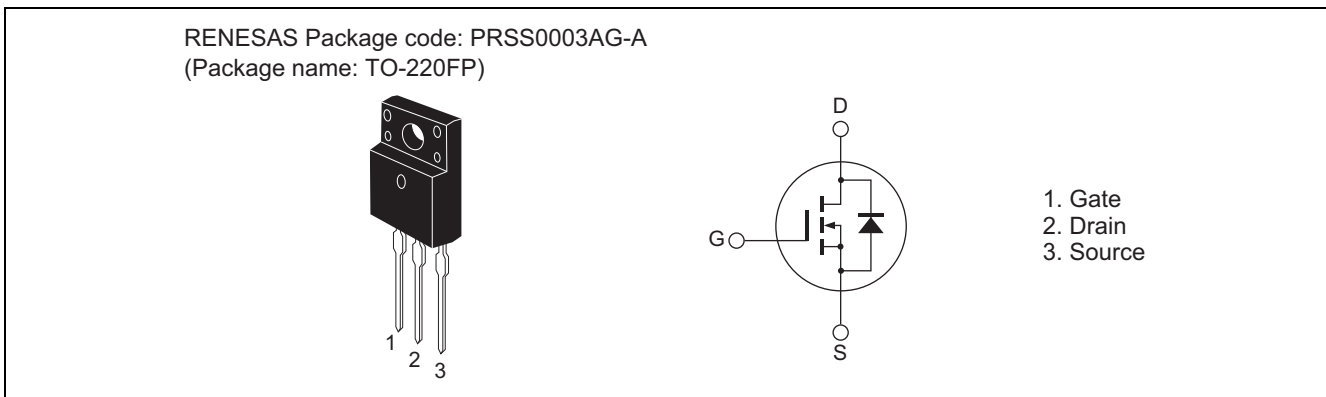 RENESAS Package code: PRSS0003AG-A
(Package name: TO-220FP)
1
2
3
D
G
S
1. Gate
2. Drain
3. Source